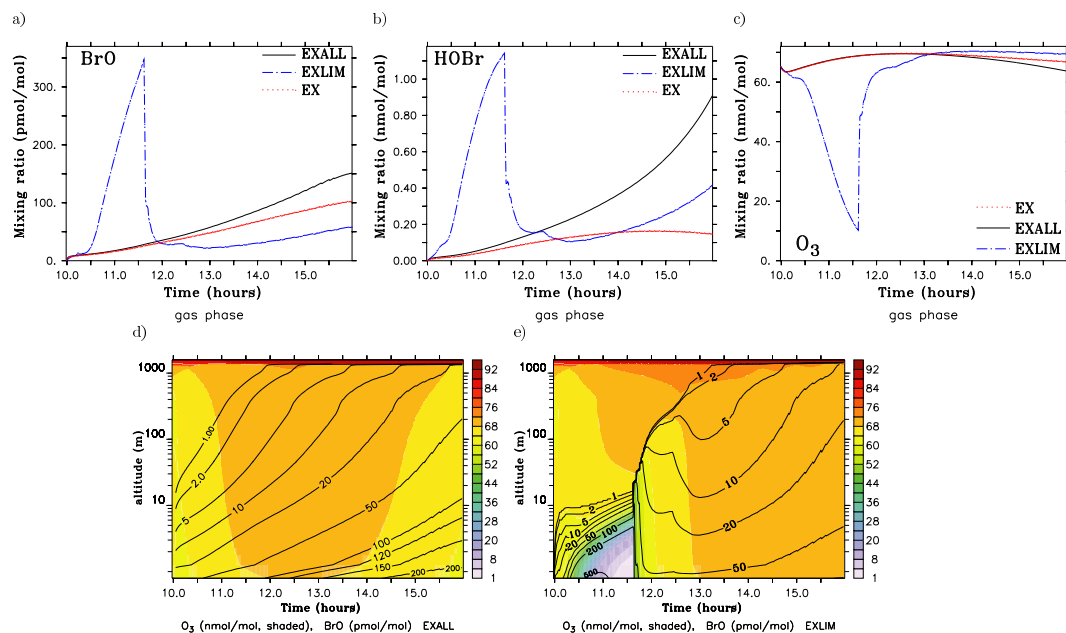 a)
b)
c)
BrO
EXALL
EXLIM
EX
Mixing ratio (pmol/mol)
300.
200.
100.
0.
10.0 11.0 12.0 13.0 14.0 15.0
Time (hours)
gas phase
HOBr
EXALL
EXLIM
EX
Mixing ratio (pmol/mol)
1.00
0.80
0.60
0.40
0.20
0.00
10.0 11.0 12.0 13.0 14.0 15.0
Time (hours)
gas phase
O3
EX
EXALL
EXLIM
Mixing ratio (nmol/mol)
60.
40.
20.
0.
10.0 11.0 12.0 13.0 14.0 15.0
Time (hours)
gas phase
d)
e)
altitude (m)
1000
100
10
1.00
2.0
5
10
20
50
100
120
150
200
200
10.0 11.0 12.0 13.0 14.0 15.0
Time (hours)
92
84
76
68
60
52
44
36
28
20
8
1
O3 (nmol/mol, shaded), BrO (pmol/mol) EXALL
altitude (m)
1000
100
10
1
2
5
10
20
50
1
2
5
10
20
50
100
200
500
10.0 11.0 12.0 13.0 14.0 15.0
Time (hours)
92
84
76
68
60
52
44
36
28
20
8
1
O3 (nmol/mol, shaded), BrO (pmol/mol) EXLIM